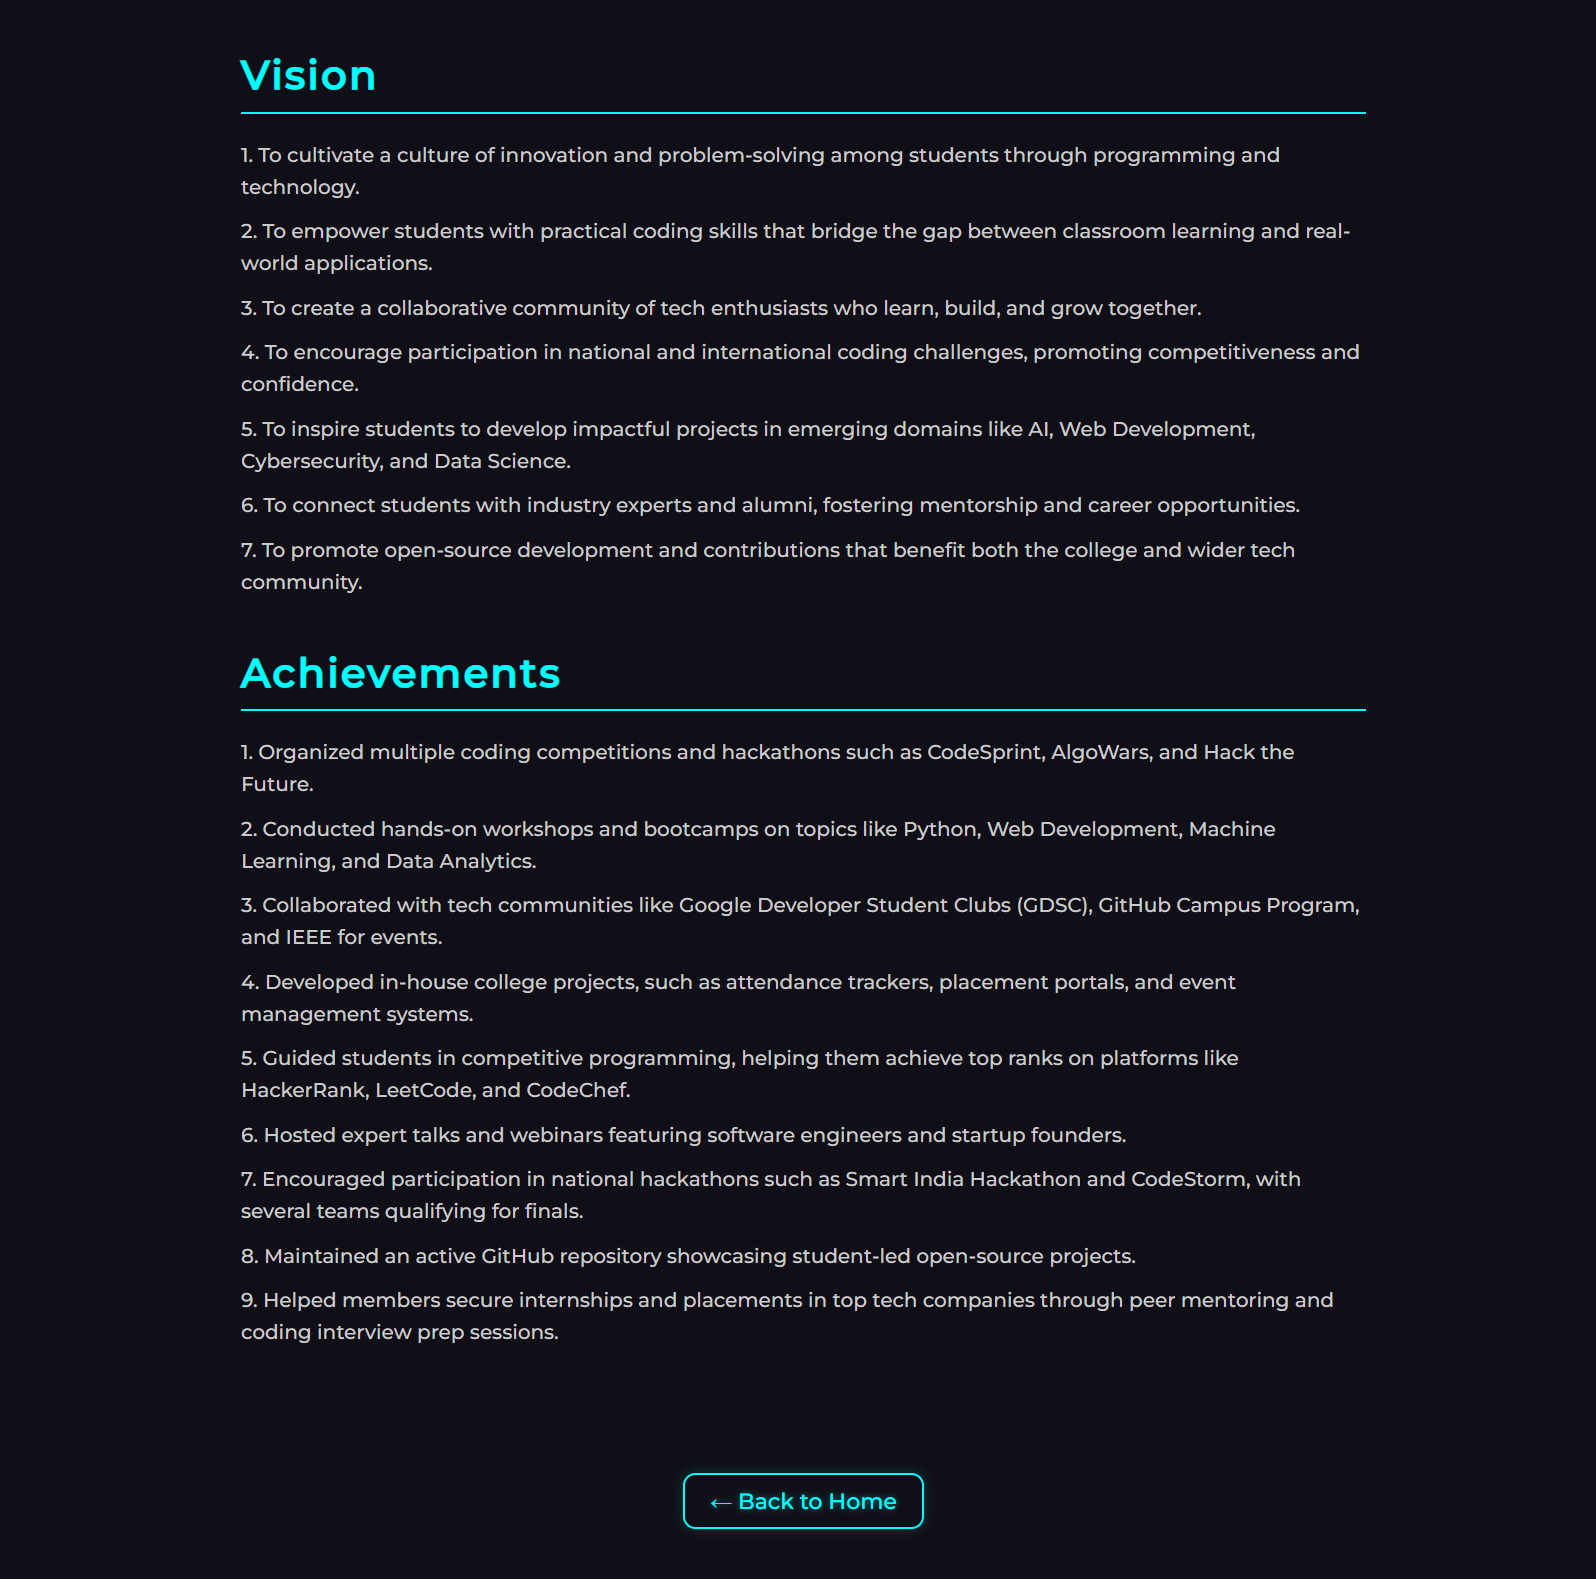 Vision
1. To cultivate a culture of innovation and problem-solving among students through programming and
technology.
2. To empower students with practical coding skills that bridge the gap between classroom learning and real-
world applications.
3. To create a collaborative community of tech enthusiasts who learn, build, and grow together.
4. To encourage participation in national and international coding challenges, promoting competitiveness and
confidence.
5. To inspire students to develop impactful projects in emerging domains like AI, Web Development,
Cybersecurity, and Data Science.
6. To connect students with industry experts and alumni, fostering mentorship and career opportunities.
7. To promote open-source development and contributions that benefit both the college and wider tech
community.
Achievements
1. Organized multiple coding competitions and hackathons such as CodeSprint, AlgoWars, and Hack the
Future.
2. Conducted hands-on workshops and bootcamps on topics like Python, Web Development, Machine
Learning, and Data Analytics.
3. Collaborated with tech communities like Google Developer Student Clubs (GDSC), GitHub Campus Program,
and IEEE for events.
4. Developed in-house college projects, such as attendance trackers, placement portals, and event
management systems.
5. Guided students in competitive programming, helping them achieve top ranks on platforms like
HackerRank, LeetCode, and CodeChef.
6. Hosted expert talks and webinars featuring software engineers and startup founders.
7. Encouraged participation in national hackathons such as Smart India Hackathon and CodeStorm, with
several teams qualifying for finals.
8. Maintained an active GitHub repository showcasing student-led open-source projects.
9. Helped members secure internships and placements in top tech companies through peer mentoring and
coding interview prep sessions.
← Back to Home